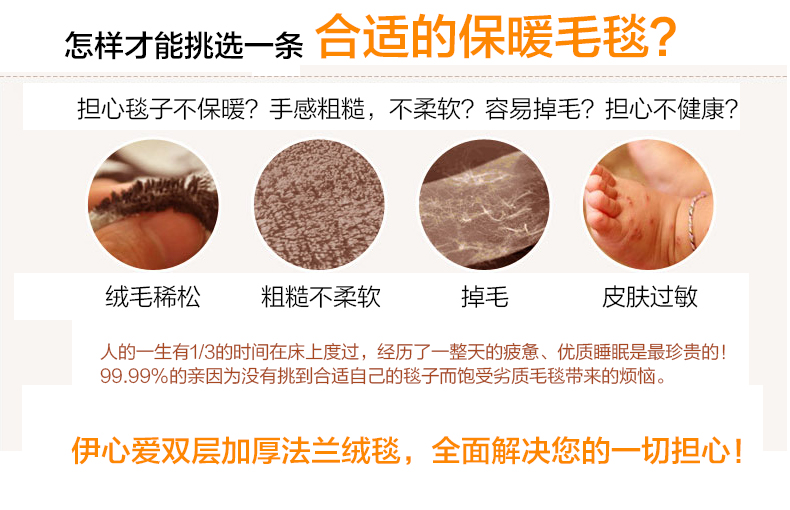 怎样才能挑选一条 合适的保暖毛毯?
担心毯子不保暖? 手感粗糙,不柔软? 容易掉毛? 担心不健康?
绒毛稀松 粗糙不柔软 掉毛 皮肤过敏
人的一生有1/3的时间在床上度过,经历了一整天的疲惫、优质睡眠是最珍贵的!
99.99%的亲因为没有挑到合适自己的毯子而饱受劣质毛毯带来的烦恼。
伊心爱双层加厚法兰绒毯,全面解决您的一切担心!